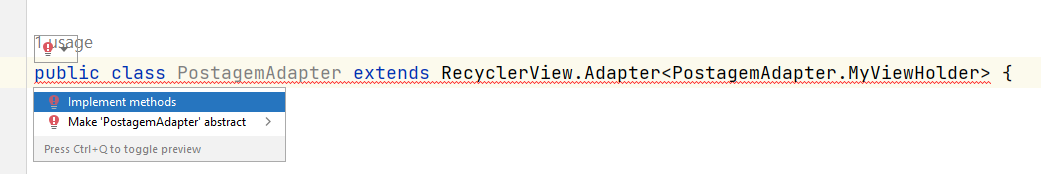 1 usage
public class PostagemAdapter extends RecyclerView.Adapter<PostagemAdapter.MyViewHolder> {
Implement methods
Make 'PostagemAdapter' abstract
Press Ctrl+Q to toggle preview